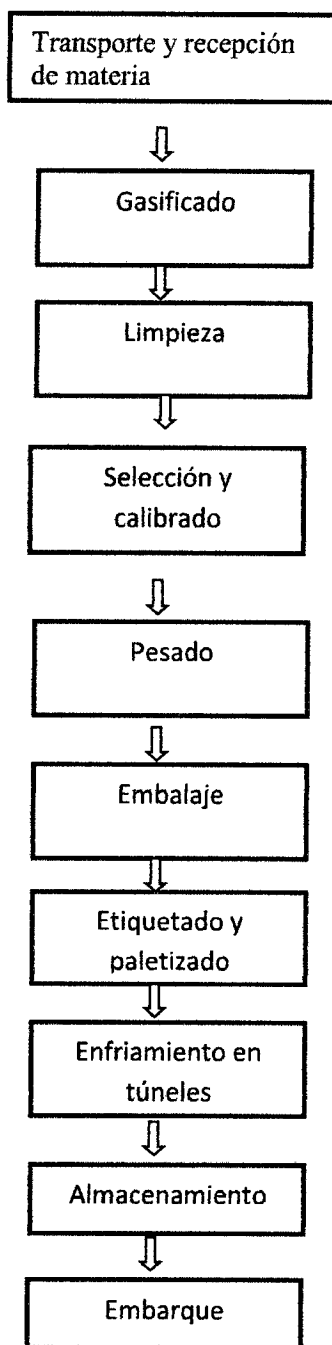 Transporte y recepción
de materia
Gasificado
Limpieza
Selección y
calibrado
Pesado
Embalaje
Etiquetado y
paletizado
Enfriamiento en
túneles
Almacenamiento
Embarque